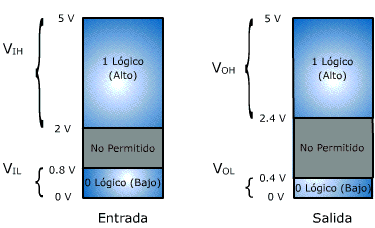 5 V
VIH
1 Lógico
(Alto)
2 V
No Permitido
VIL
0.8 V
0 Lógico (Bajo)
0 V
Entrada
5 V
VOH
1 Lógico
(Alto)
2.4 V
No Permitido
VOL
0.4 V
0 Lógico (Bajo)
0 V
Salida